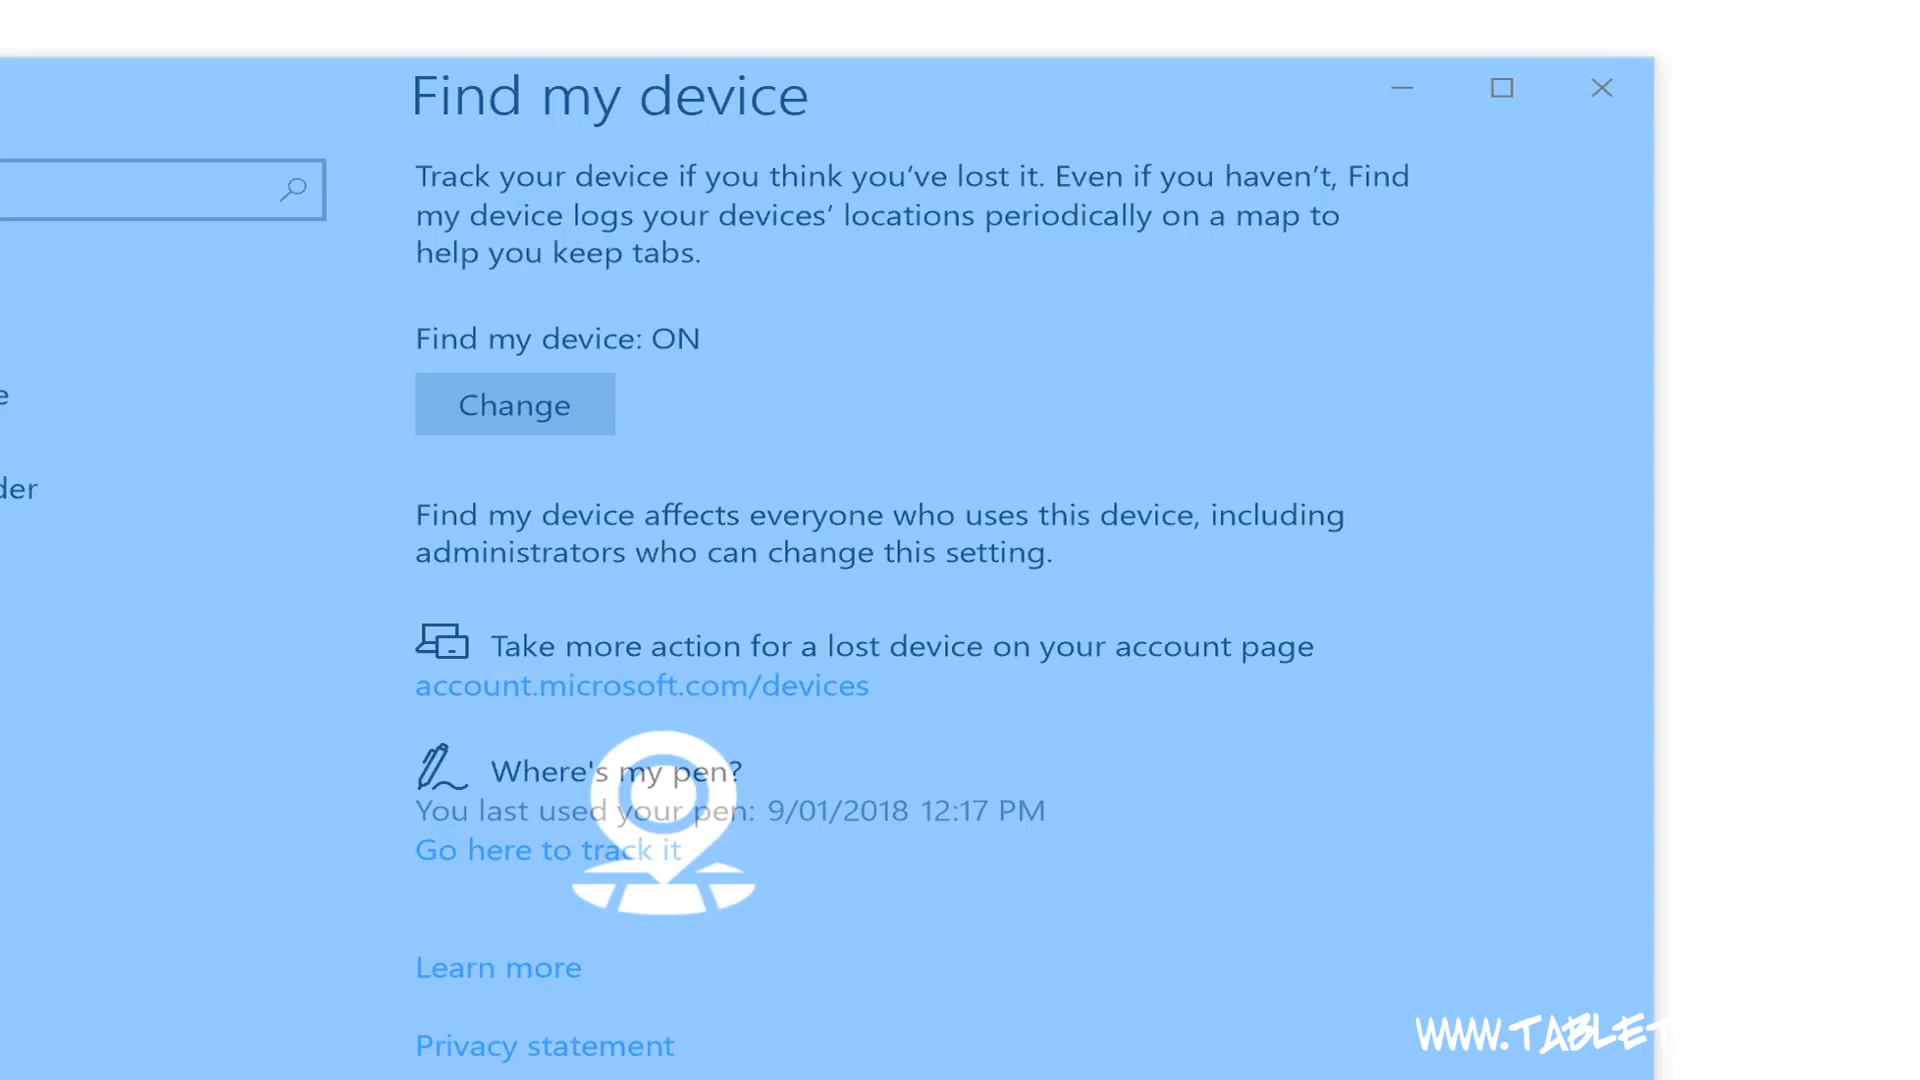 Find my device
Track your device if you think you’ve lost it. Even if you haven’t, Find
my device logs your devices’ locations periodically on a map to
help you keep tabs.
Find my device: ON
e
Change
der
Find my device affects everyone who uses this device, including
administrators who can change this setting.
Take more action for a lost device on your account page
account.microsoft.com/devices
Where's my pen?
You last used your pen: 9/01/2018 12:17 PM
Go here to track it
Learn more
Privacy statement
WWW.TABLET